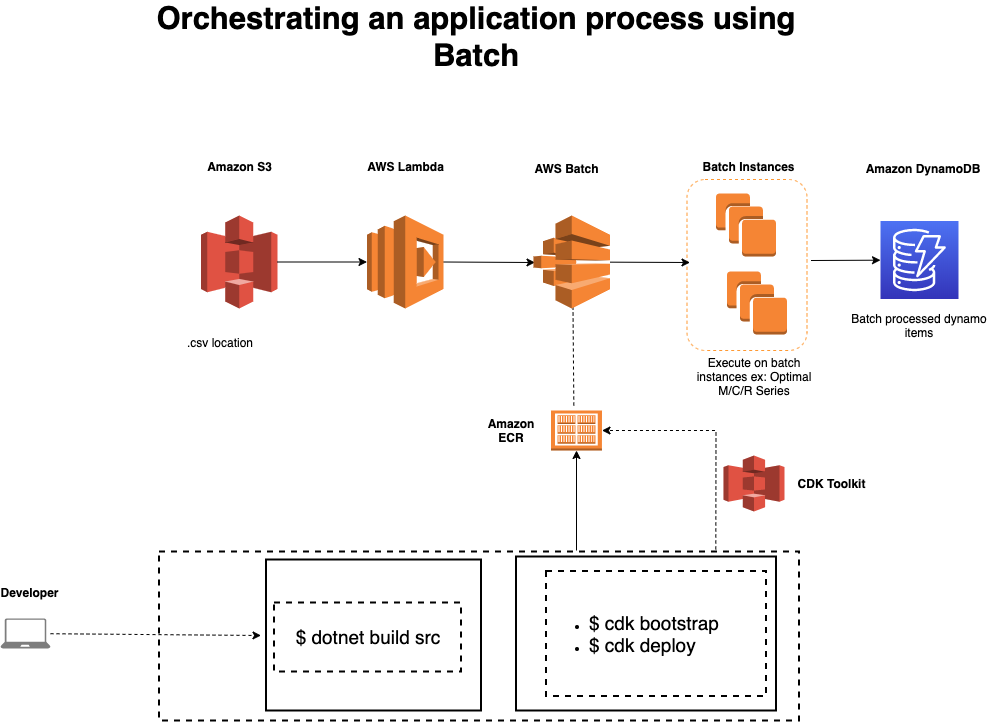 Orchestrating an application process using
Batch
Amazon S3
AWS Lambda
AWS Batch
Batch Instances
Amazon DynamoDB
.csv location
Batch processed dynamo
items
Execute on batch
instances ex: Optimal
M/C/R Series
Amazon
ECR
CDK Toolkit
Developer
$ dotnet build src
• $ cdk bootstrap
• $ cdk deploy